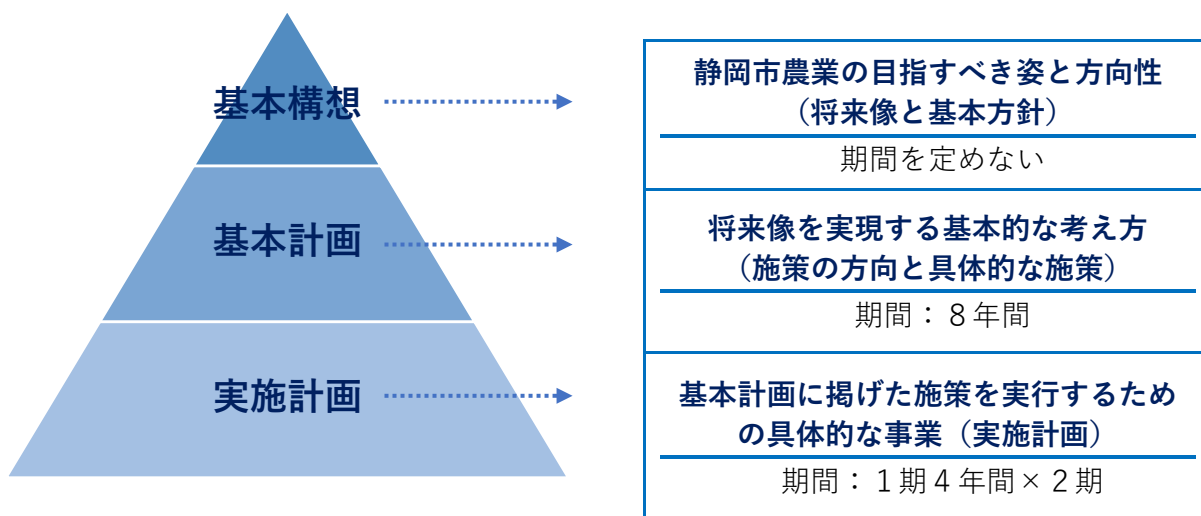 基本構想
静岡市農業の目指すべき姿と方向性
（将来像と基本方針）
期間を定めない
基本計画
将来像を実現する基本的な考え方
（施策の方向と具体的な施策）
期間：８年間
実施計画
基本計画に掲げた施策を実行するため
の具体的な事業（実施計画）
期間：１期４年間×２期